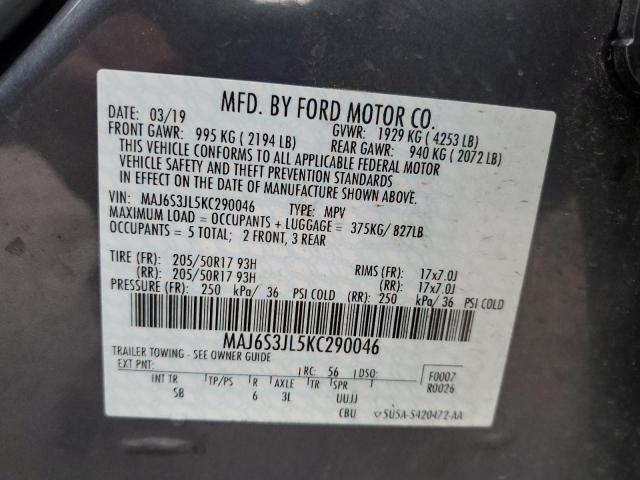 MFD. BY FORD MOTOR CO.
DATE: 03/19 GVWR: 1929 KG ( 4253 LB)
FRONT GAWR: 995 KG ( 2194 LB) REAR GAWR: 940 KG ( 2072 LB)
THIS VEHICLE CONFORMS TO ALL APPLICABLE FEDERAL MOTOR
VEHICLE SAFETY AND THEFT PREVENTION STANDARDS
IN EFFECT ON THE DATE OF MANUFACTURE SHOWN ABOVE.
VIN: MAJ6S3JL5KC290046 TYPE: MPV
MAXIMUM LOAD = OCCUPANTS + LUGGAGE = 375KG/ 827LB
OCCUPANTS = 5 TOTAL; 2 FRONT, 3 REAR
TIRE (FR): 205/50R17 93H RIMS (FR): 17x7.0J
(RR): 205/50R17 93H (RR): 17x7.0J
PRESSURE (FR): 250 kPa/ 36 PSI COLD (RR): 250 kPa/ 36 PSI COLD
MAJ6S3JL5KC290046
TRAILER TOWING - SEE OWNER GUIDE
EXT PNT: RC: 56 DSO: F0007
R0026
INT TR TP/PS R AXLE TR SPR
SB 6 3L UUJJ
CBU 5U5A-5420472-AA